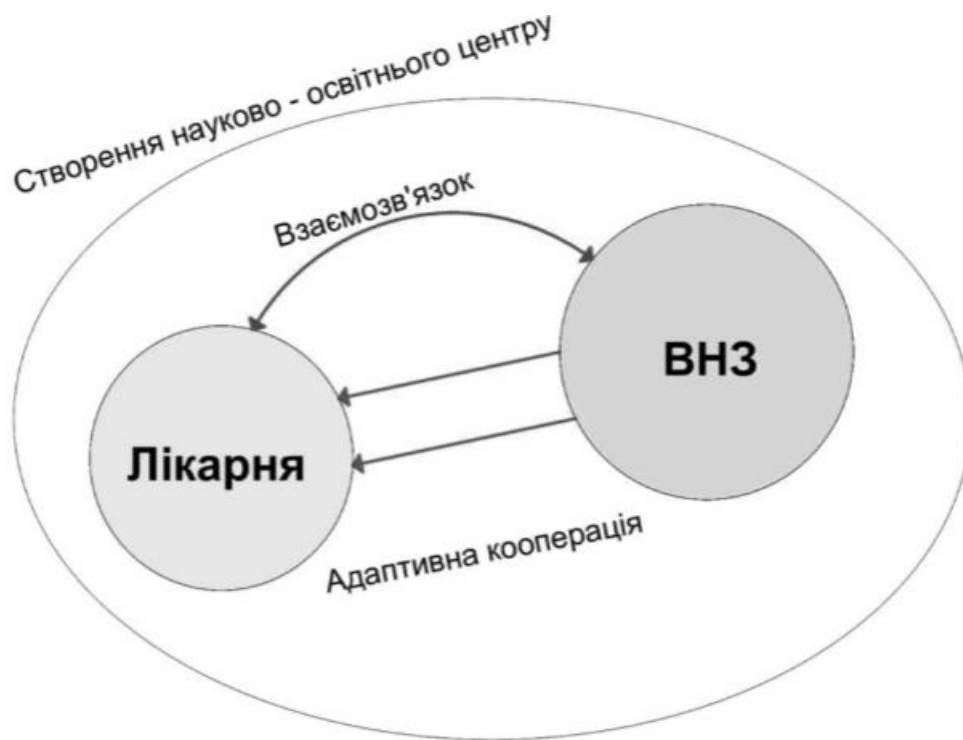 Створення науково - освітнього центру
Взаємозв'язок
ВНЗ
Лікарня
Адаптивна кооперація